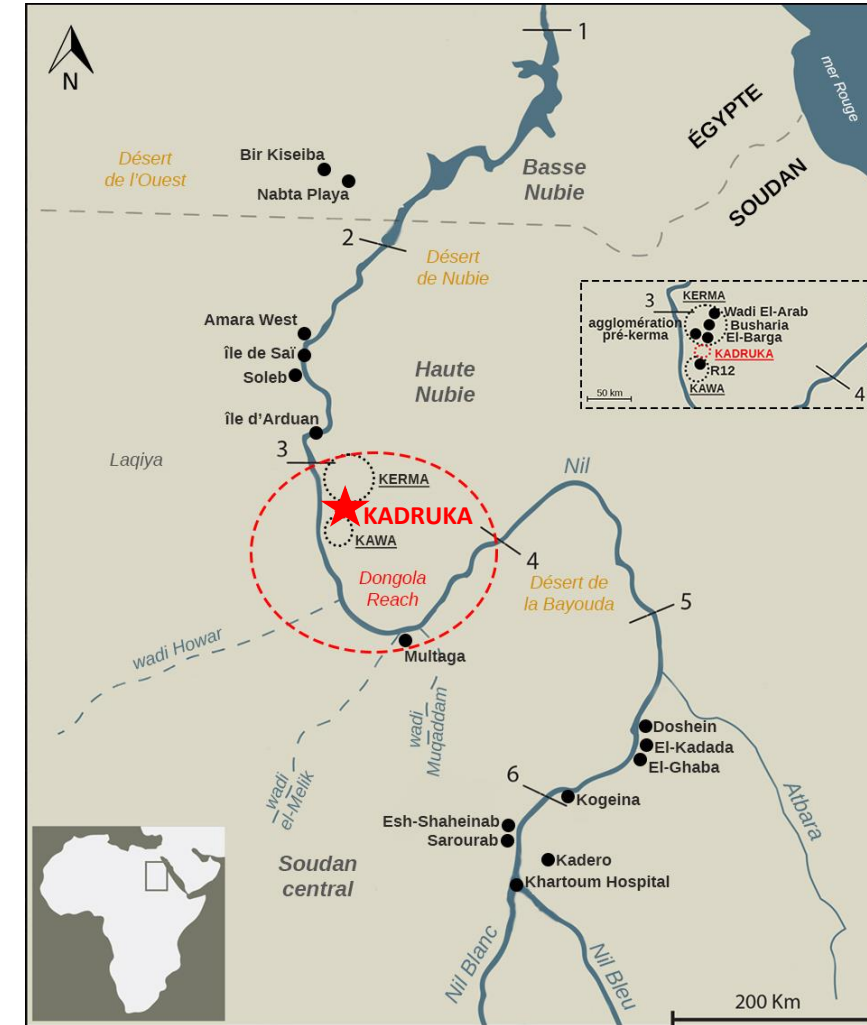 1
N
mer Rouge
ÉGYPTE
SOUDAN
Désert
de l'Ouest
Bir Kiseiba
Nabta Playa
Basse
Nubie
2
Désert
de Nubie
Amara West
île de Saï
Soleb
Haute
Nubie
île d'Arduan
3
KERMA
Wadi El-Arab
agglomération
pré-kerma
Busharia
El-Barga
KADRUKA
R12
KAWA
50 km
4
Laqiya
3
KERMA
KADRUKA
KAWA
Nil
4
Dongola
Reach
Désert de
la Bayouda
5
wadi Howar
Multaga
wadi
Muqaddam
wadi
el-Melik
Doshein
El-Kadada
El-Ghaba
Atbara
6
Kogeina
Esh-Shaheinab
Sarourab
Kadero
Khartoum Hospital
Soudan
central
Nil Blanc
Nil Bleu
200 Km